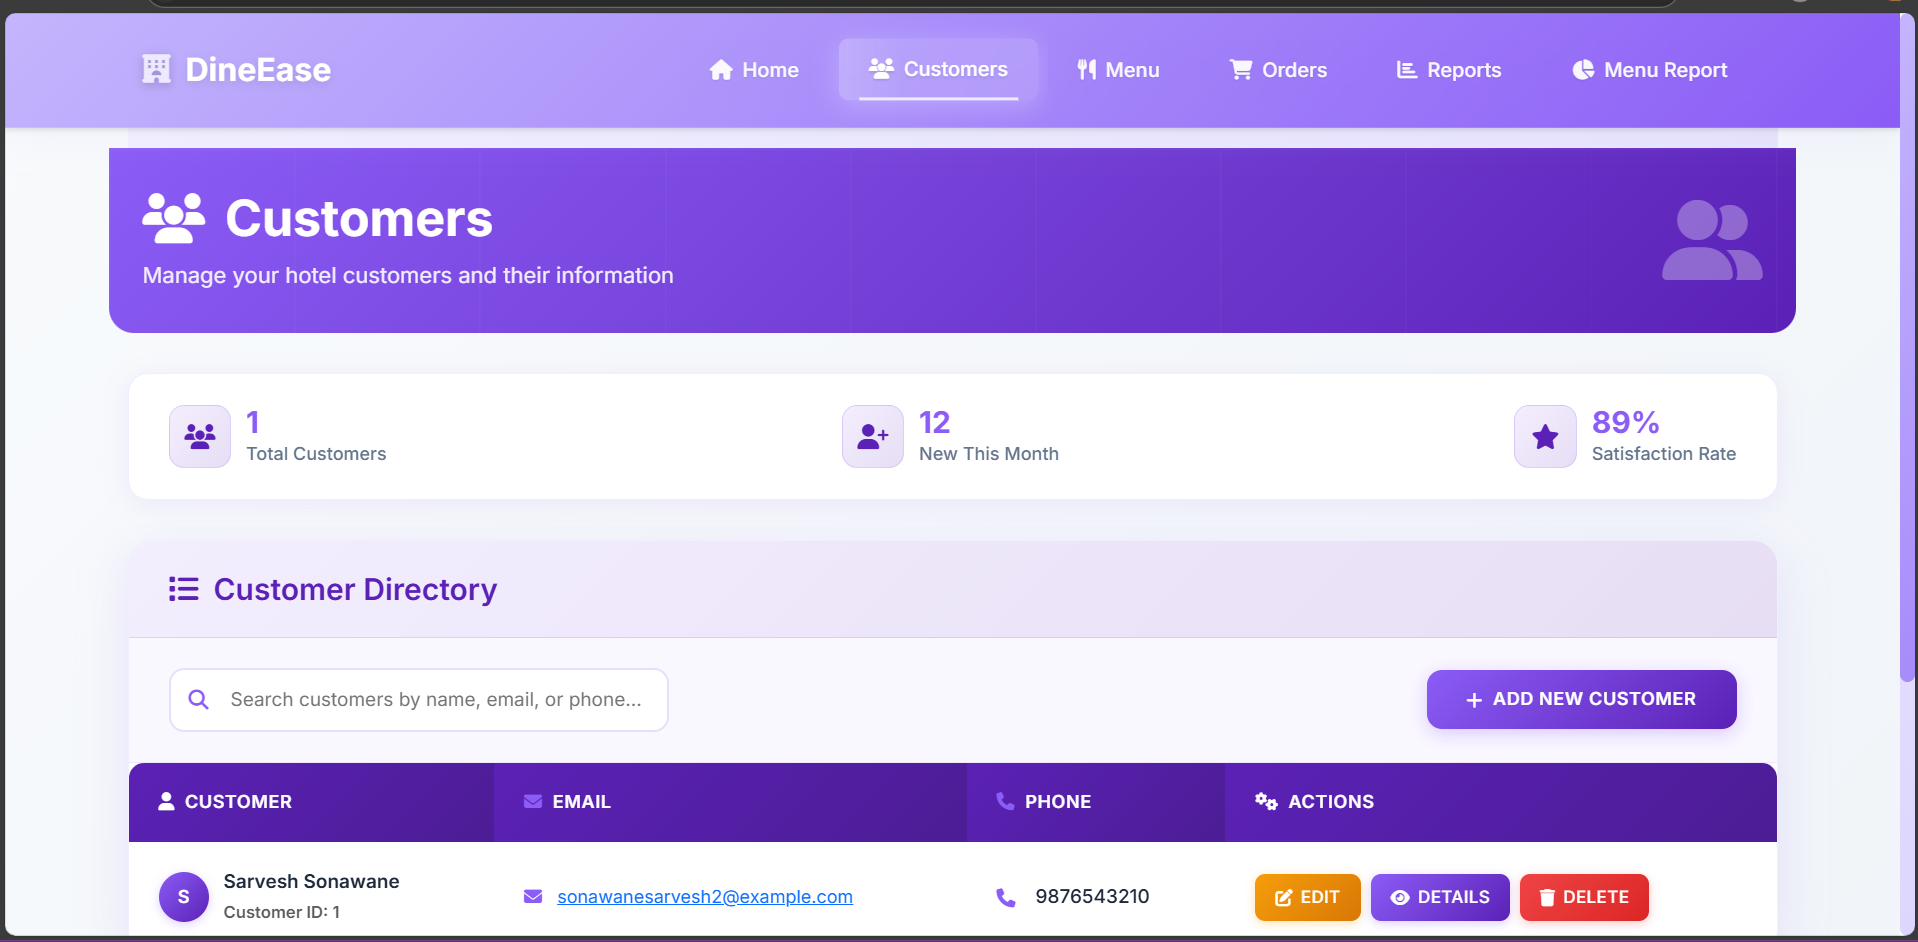 DineEase
Home
Customers
Menu
Orders
Reports
Menu Report
Customers
Manage your hotel customers and their information
1
Total Customers
12
New This Month
89%
Satisfaction Rate
Customer Directory
Search customers by name, email, or phone...
ADD NEW CUSTOMER
CUSTOMER
EMAIL
PHONE
ACTIONS
S
Sarvesh Sonawane
Customer ID: 1
sonawanesarvesh2@example.com
9876543210
EDIT
DETAILS
DELETE